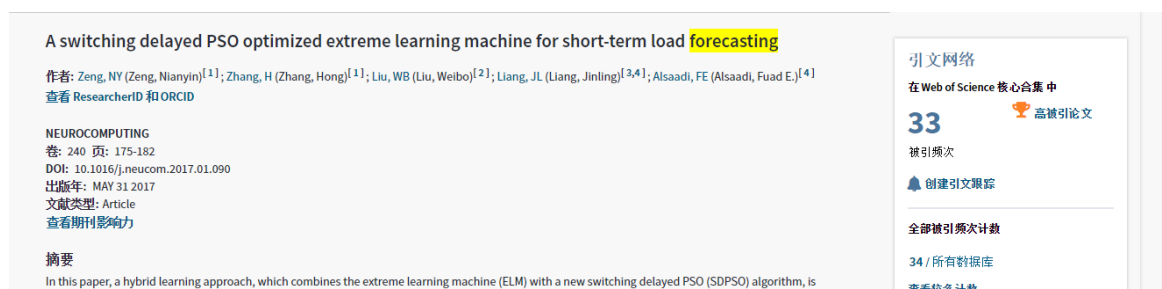 A switching delayed PSO optimized extreme learning machine for short-term load forecasting
作者: Zeng, NY (Zeng, Nianyin)[1]; Zhang, H (Zhang, Hong)[1]; Liu, WB (Liu, Weibo)[2]; Liang, JL (Liang, Jinling)[3,4]; Alsaadi, FE (Alsaadi, Fuad E.)[4]
查看 ResearcherID 和 ORCID
NEUROCOMPUTING
卷: 240 页: 175-182
DOI: 10.1016/j.neucom.2017.01.090
出版年: MAY 31 2017
文献类型: Article
查看期刊影响力
摘要
In this paper, a hybrid learning approach, which combines the extreme learning machine (ELM) with a new switching delayed PSO (SDPSO) algorithm, is
引文网络
在 Web of Science 核心合集 中
33
高被引论文
被引频次
创建引文跟踪
全部被引频次计数
34 / 所有数据库
查看较多计数